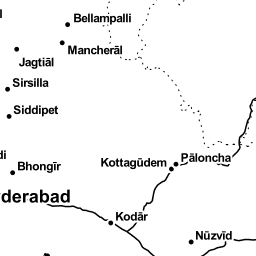 Bellampalli
Mancherāl
Jagtiāl
Sirsilla
Siddipet
Kottagūdem
Pāloncha
Bhongīr
derabad
Kodār
Nūzvīd